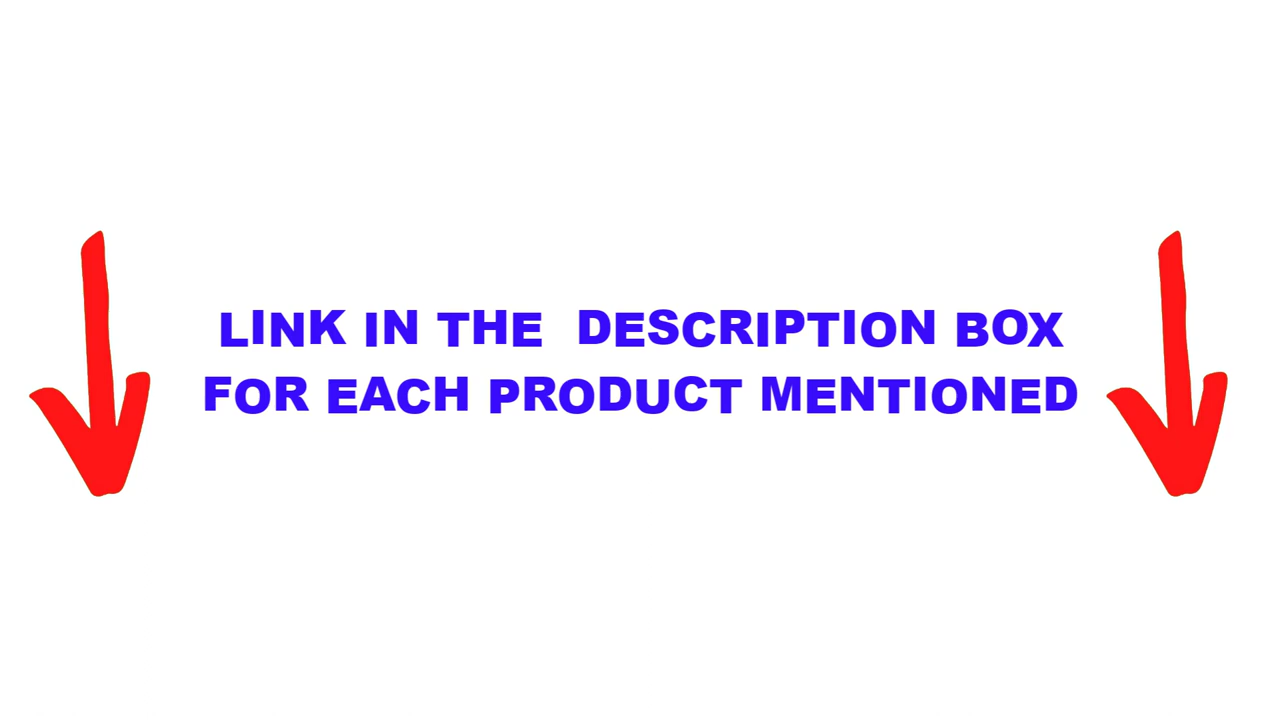 LINK IN THE  DESCRIPTION BOX
FOR EACH PRODUCT MENTIONED